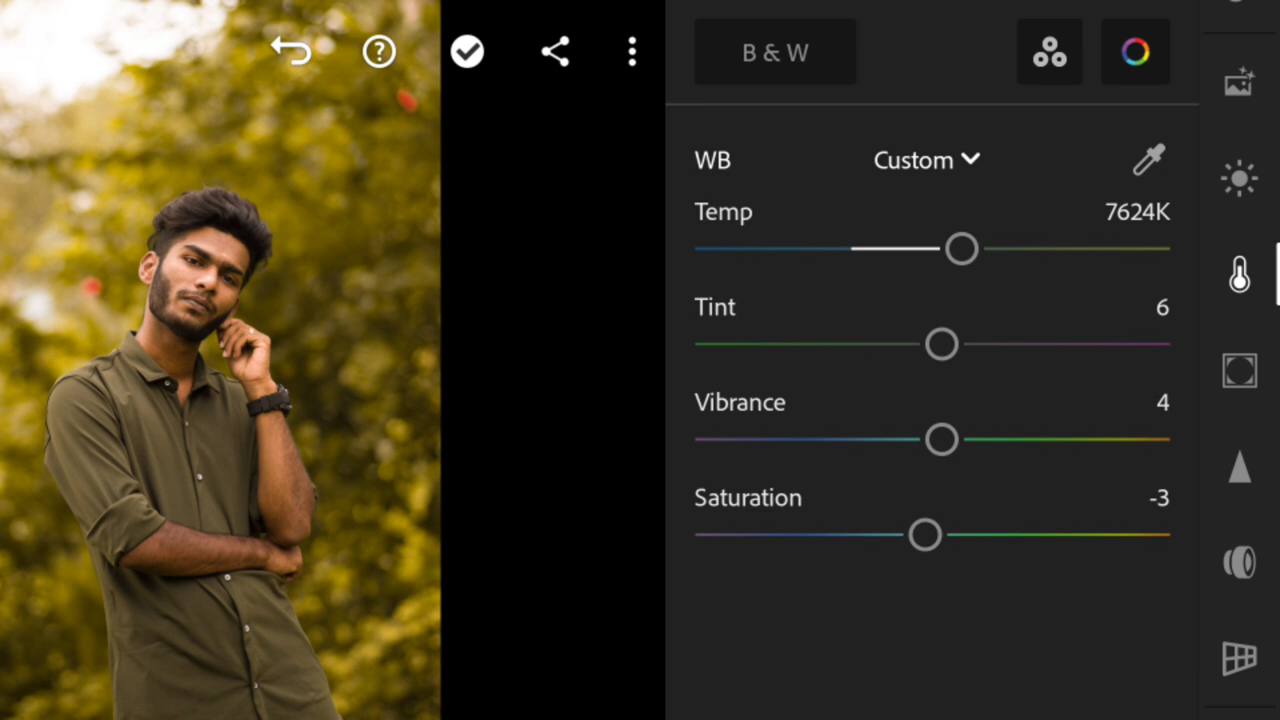 B & W
WB Custom
Temp 7624K
Tint 6
Vibrance 4
Saturation -3